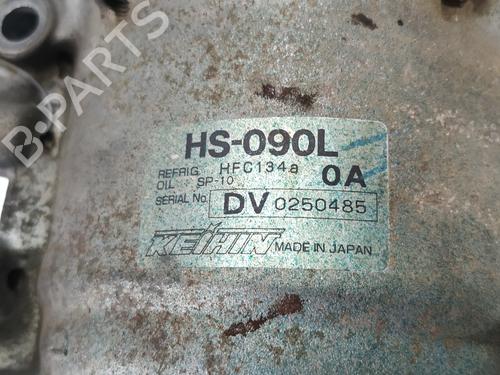 B-PARTS
HS-090L
REFRIG. HFC134a 0A
OIL SP-10
SERIAL No. DV 0250485
KEIHIN MADE IN JAPAN